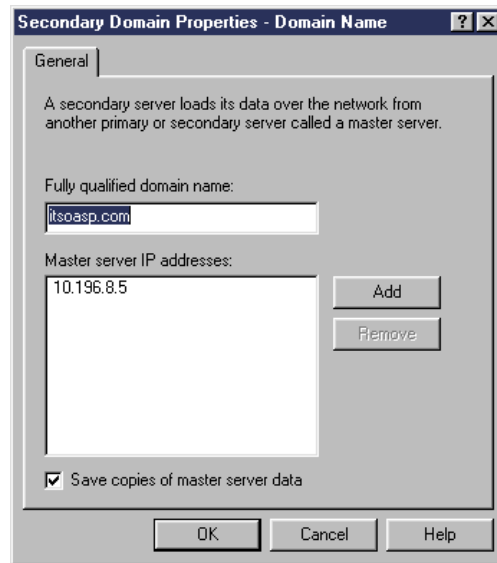 Secondary Domain Properties - Domain Name
General
A secondary server loads its data over the network from
another primary or secondary server called a master server.
Fully qualified domain name:
itsoasp.com
Master server IP addresses:
10.196.8.5
Add
Remove
Save copies of master server data
OK Cancel Help